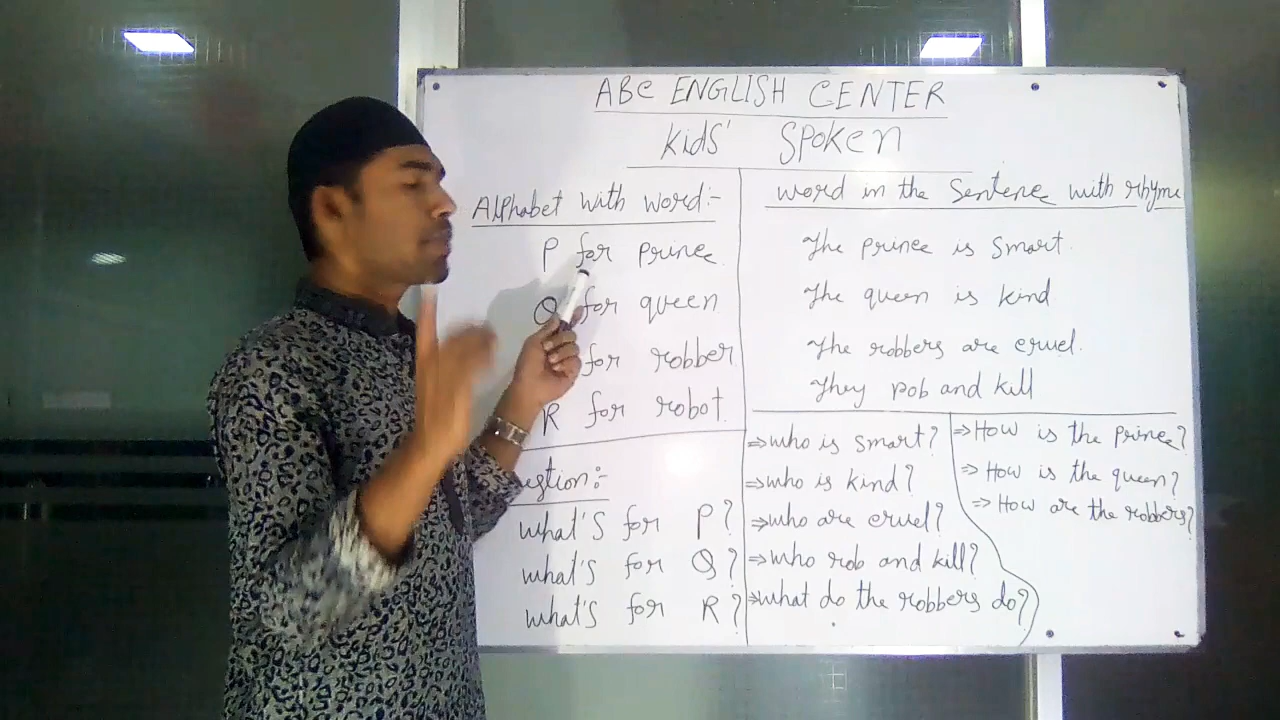 ABC ENGLISH CENTER
Kids' SPOKEN
Alphabet with word:-
P for prince
Q for queen
for robber
R for robot.
estion:-
what's for P?
what's for Q?
what's for R?
word in the Sentence with rhyme
The prince is smart.
The queen is kind
The robbers are cruel.
They pob and kill
⇒who is smart?
⇒who is kind?
⇒who are cruel?
⇒who rob and kill?
⇒what do the robbers do?
⇒How is the prince?
⇒ How is the queen?
⇒ How are the robbers?